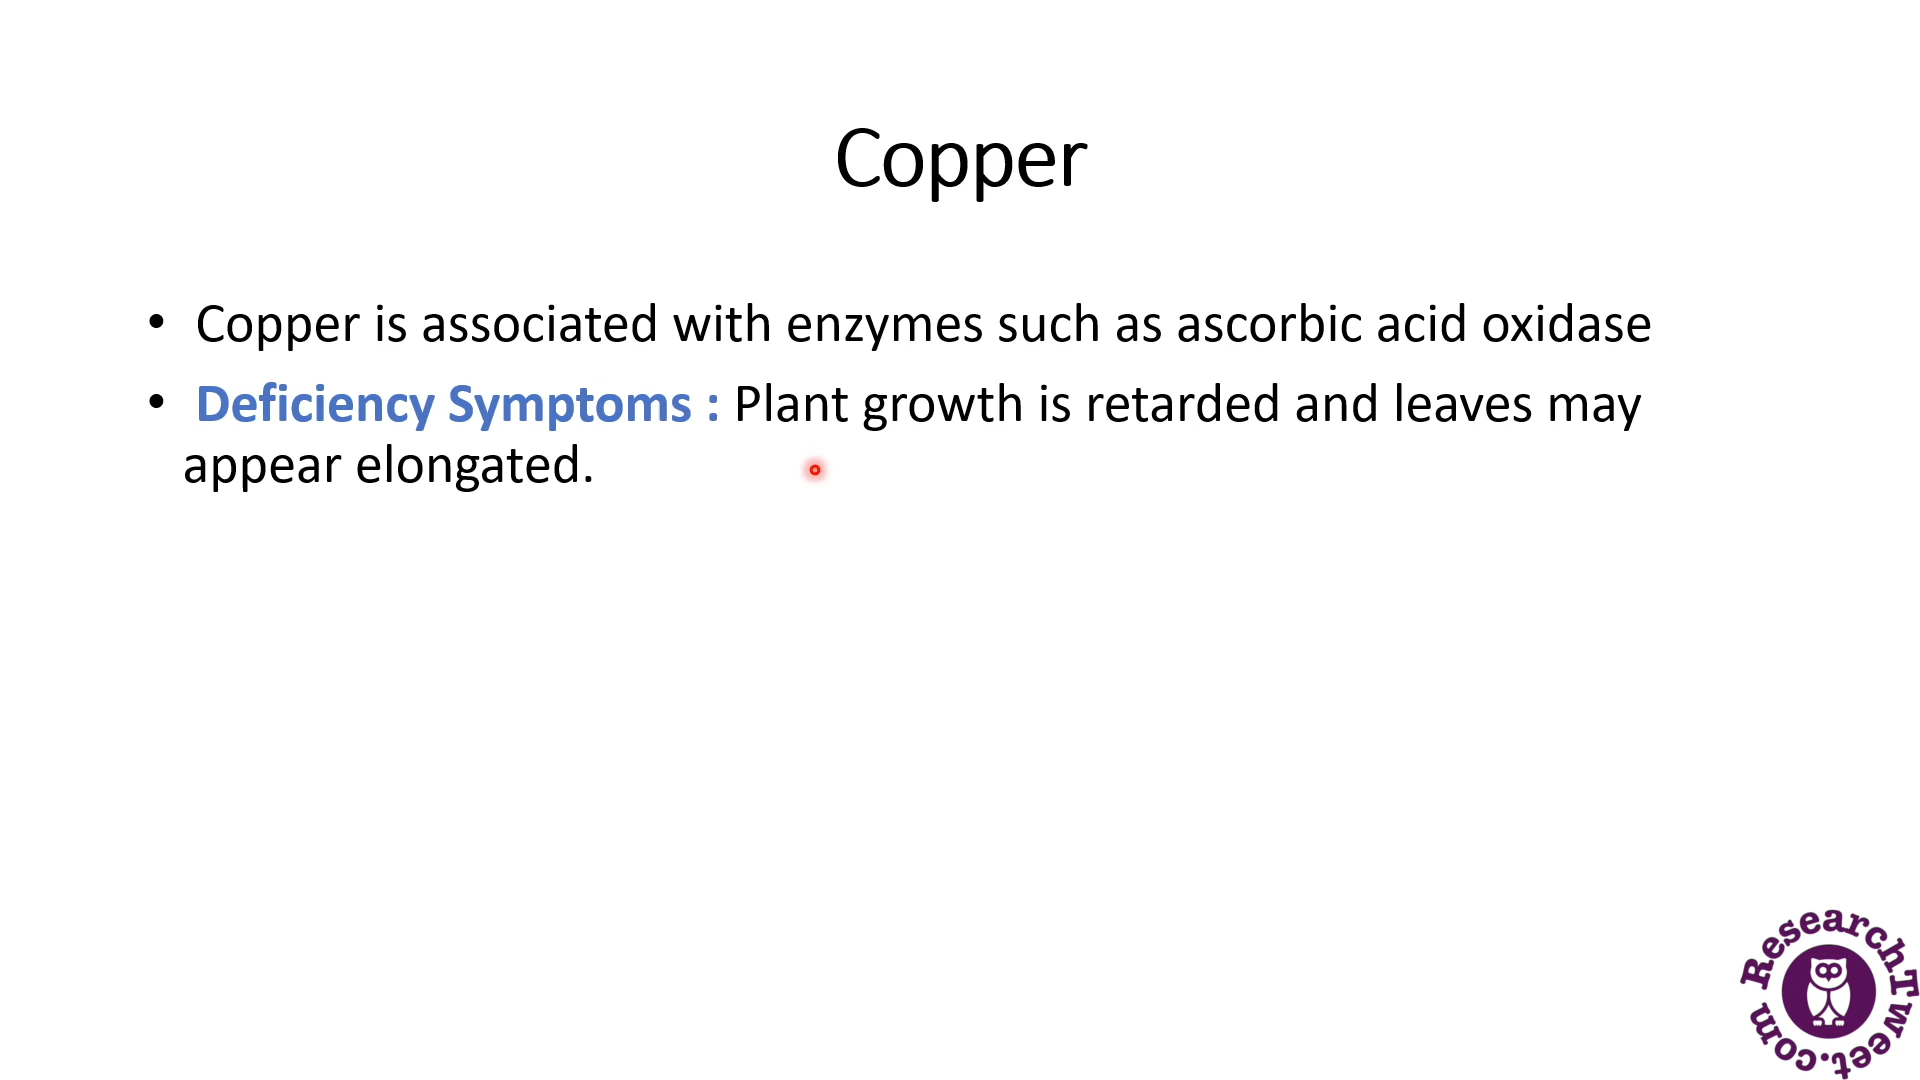 Copper
• Copper is associated with enzymes such as ascorbic acid oxidase
• Deficiency Symptoms : Plant growth is retarded and leaves may
appear elongated.
ResearchTweet.com